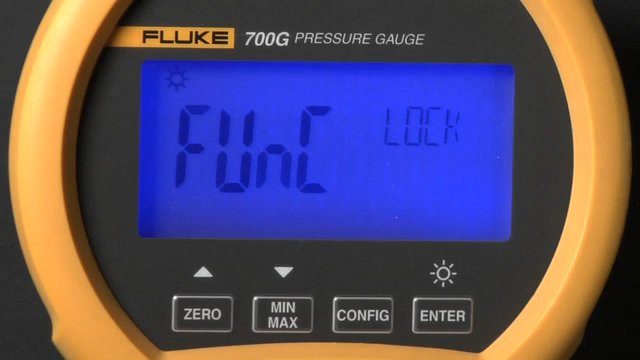 FLUKE 700G PRESSURE GAUGE
FUnC LOCK
ZERO MIN MAX CONFIG ENTER